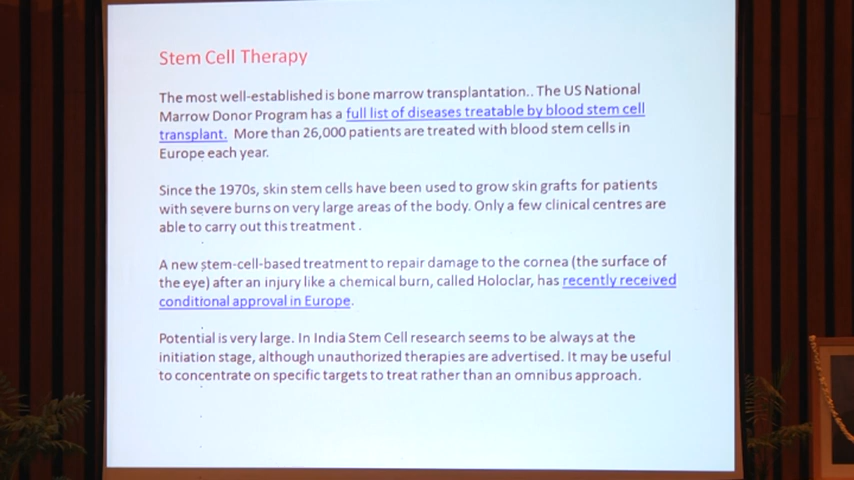 Stem Cell Therapy
The most well-established is bone marrow transplantation.. The US National
Marrow Donor Program has a full list of diseases treatable by blood stem cell
transplant. More than 26,000 patients are treated with blood stem cells in
Europe each year.
Since the 1970s, skin stem cells have been used to grow skin grafts for patients
with severe burns on very large areas of the body. Only a few clinical centres are
able to carry out this treatment .
A new stem-cell-based treatment to repair damage to the cornea (the surface of
the eye) after an injury like a chemical burn, called Holoclar, has recently received
conditional approval in Europe.
Potential is very large. In India Stem Cell research seems to be always at the
initiation stage, although unauthorized therapies are advertised. It may be useful
to concentrate on specific targets to treat rather than an omnibus approach.